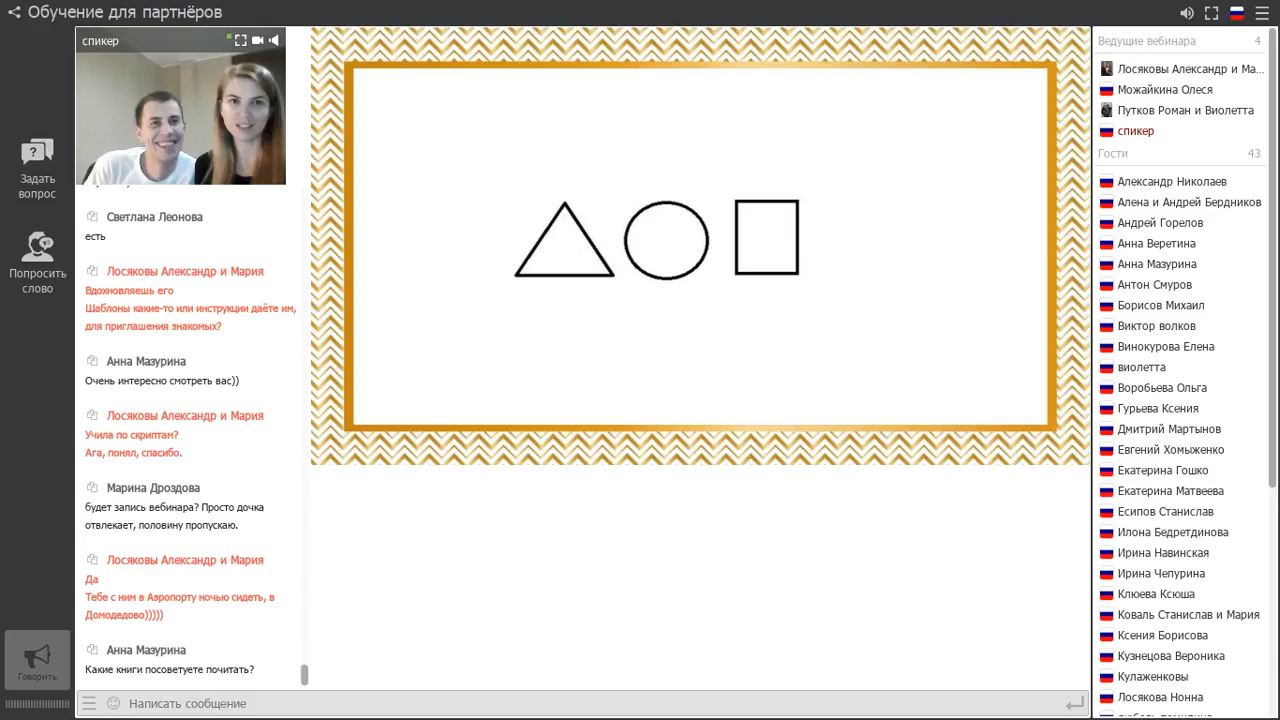 Обучение для партнёров
спикер
Задать
вопрос
Попросить
слово
Говорить
Светлана Леонова
есть
Лосяковы Александр и Мария
Вдохновляешь его
Шаблоны какие-то или инструкции даёте им,
для приглашения знакомых?
Анна Мазурина
Очень интересно смотреть вас))
Лосяковы Александр и Мария
Учила по скриптам?
Ага, понял, спасибо.
Марина Дроздова
будет запись вебинара? Просто дочка
отвлекает, половину пропускаю.
Лосяковы Александр и Мария
Да
Тебе с ним в Аэропорту ночью сидеть, в
Домодедово)))))
Анна Мазурина
Какие книги посоветуете почитать?
Написать сообщение
Ведущие вебинара 4
Лосяковы Александр и Ма...
Можайкина Олеся
Путков Роман и Виолетта
спикер
Гости 43
Александр Николаев
Алена и Андрей Бердников
Андрей Горелов
Анна Веретина
Анна Мазурина
Антон Смуров
Борисов Михаил
Виктор волков
Винокурова Елена
виолетта
Воробьева Ольга
Гурьева Ксения
Дмитрий Мартынов
Евгений Хомыженко
Екатерина Гошко
Екатерина Матвеева
Есипов Станислав
Илона Бедретдинова
Ирина Навинская
Ирина Чепурина
Клюева Ксюша
Коваль Станислав и Мария
Ксения Борисова
Кузнецова Вероника
Кулаженковы
Лосякова Нонна